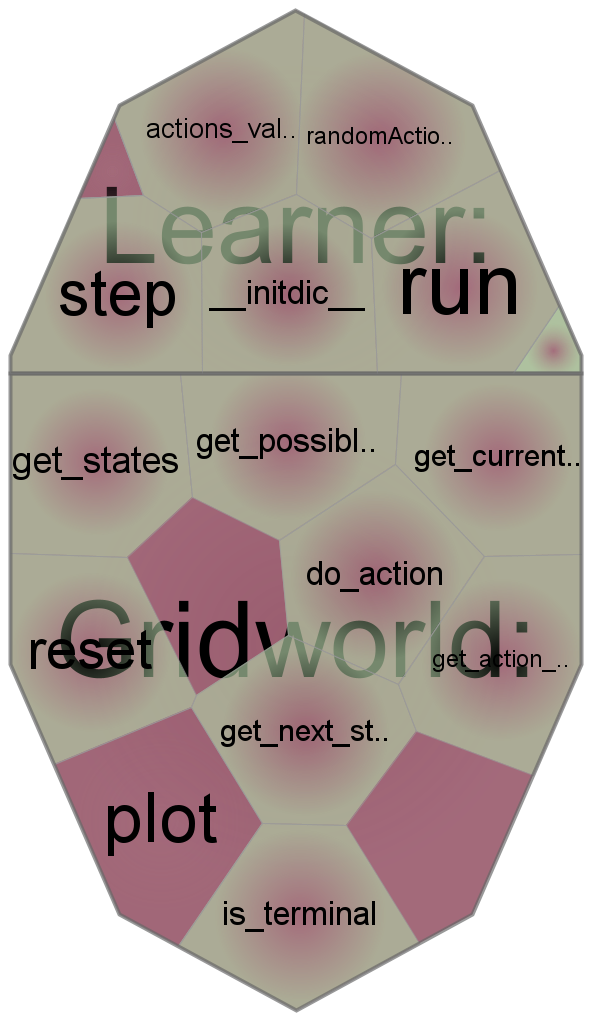 actions_val..
randomActio..
Learner:
step
__initdic__
run
get_states
get_possibl..
get_current..
do_action
Gridworld:
reset
get_action_..
get_next_st..
plot
is_terminal